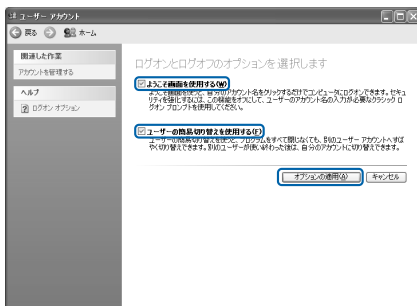 ユーザー アカウント
戻る ホーム
関連した作業
アカウントを管理する
ヘルプ
ログオン オプション
ログオンとログオフのオプションを選択します
ようこそ画面を使用する(W)
ようこそ画面を使うと、自分のアカウント名をクリックするだけでコンピュータにログオンできます。セキュ
リティを強化するには、この機能をオフにして、ユーザーのアカウント名の入力が必要なクラシック ロ
グオン プロンプトを使用してください。
ユーザーの簡易切り替えを使用する(F)
ユーザーの簡易切り替えを使うと、プログラムをすべて閉じなくても、別のユーザー アカウントへすば
やく切り替えできます。別のユーザーが使い終わった後は、自分のアカウントに切り替えできます。
オプションの適用(A) キャンセル